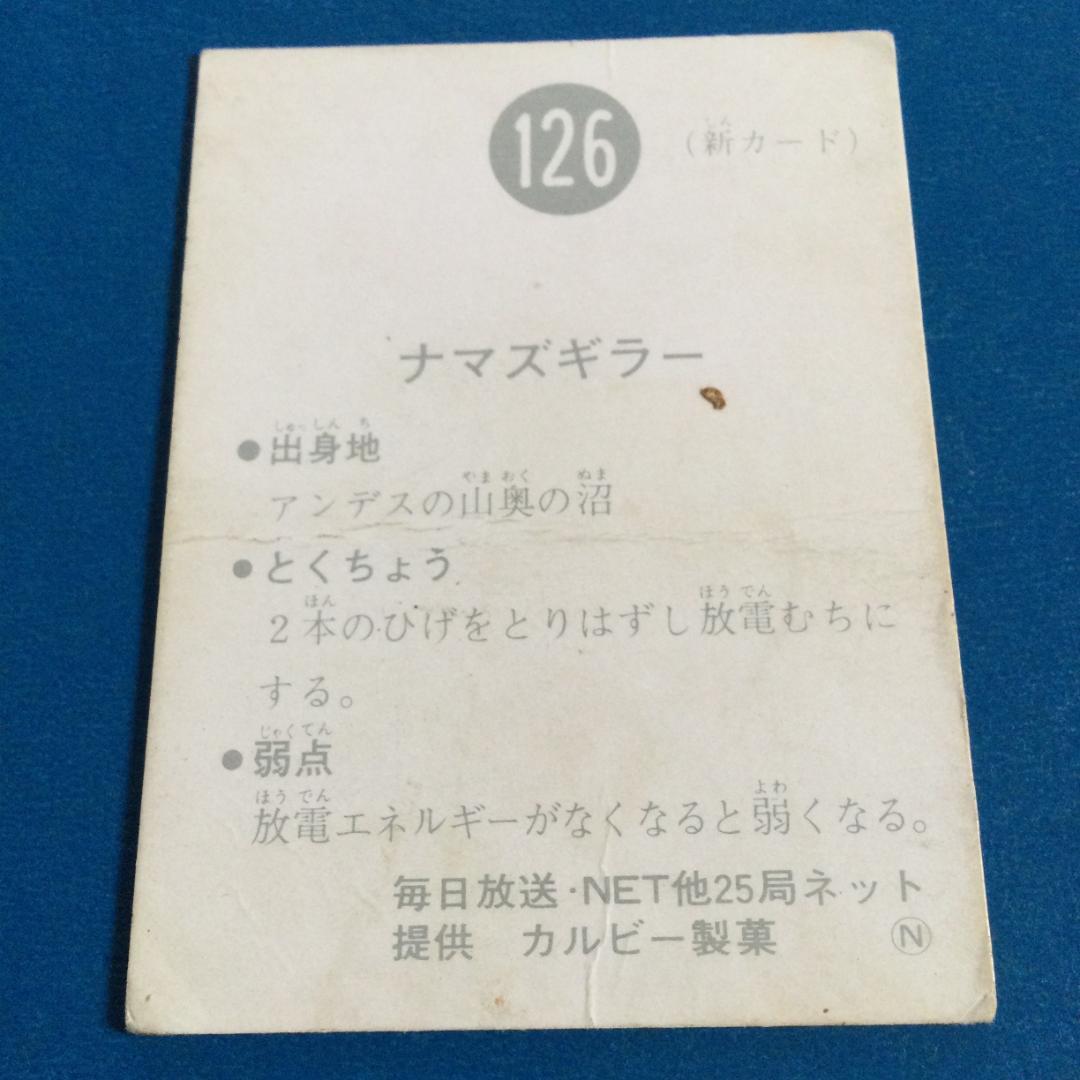 126 (新カード)
ナマズギラー
●出身地
アンデスの山奥の沼
●とくちょう
2本のひげをとりはずし放電むちに
する。
●弱点
放電エネルギーがなくなると弱くなる。
毎日放送・NET他25局ネット
提供 カルビー製菓 Ⓝ